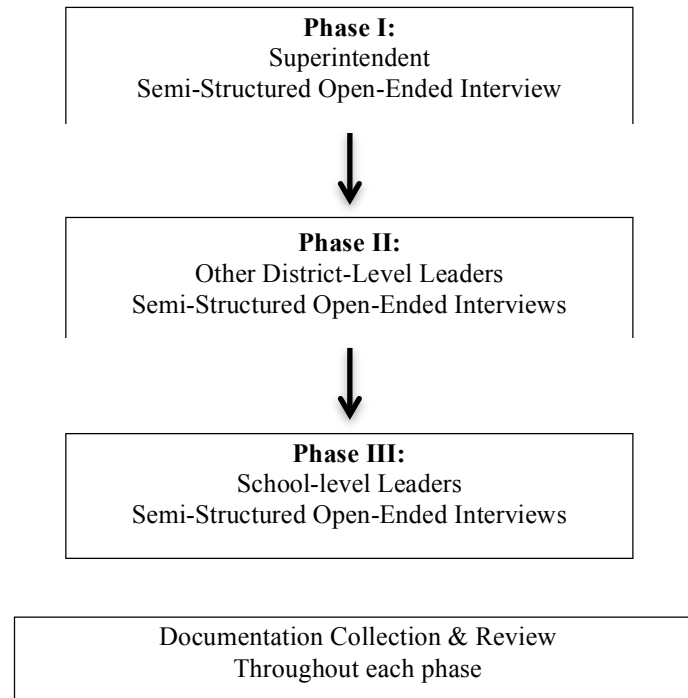 Phase I:
Superintendent
Semi-Structured Open-Ended Interview
Phase II:
Other District-Level Leaders
Semi-Structured Open-Ended Interviews
Phase III:
School-level Leaders
Semi-Structured Open-Ended Interviews
Documentation Collection & Review
Throughout each phase